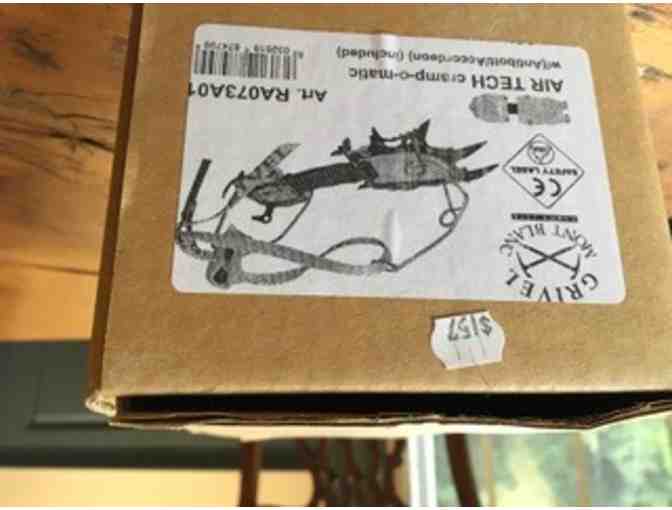 GRIVEL
MONT BLANC
SAFETY LABEL
CE
AIR TECH cramp-o-matic
w/(Antibott/Accordeon) (included)
Art. RA073A01
$157